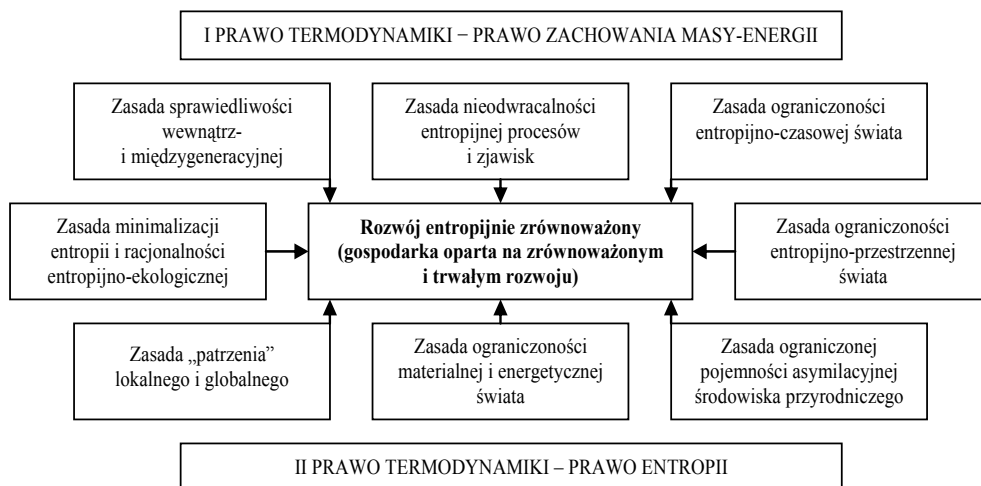 I PRAWO TERMODYNAMIKI – PRAWO ZACHOWANIA MASY-ENERGII
Zasada sprawiedliwości
wewnątrz-
i międzygeneracyjnej
Zasada nieodwracalności
entropijnej procesów
i zjawisk
Zasada ograniczoności
entropijno-czasowej świata
Zasada minimalizacji
entropii i racjonalności
entropijno-ekologicznej
Rozwój entropijnie zrównoważony
(gospodarka oparta na zrównoważonym
i trwałym rozwoju)
Zasada ograniczoności
entropijno-przestrzennej
świata
Zasada „patrzenia”
lokalnego i globalnego
Zasada ograniczoności
materialnej i energetycznej
świata
Zasada ograniczonej
pojemności asymilacyjnej
środowiska przyrodniczego
II PRAWO TERMODYNAMIKI – PRAWO ENTROPII